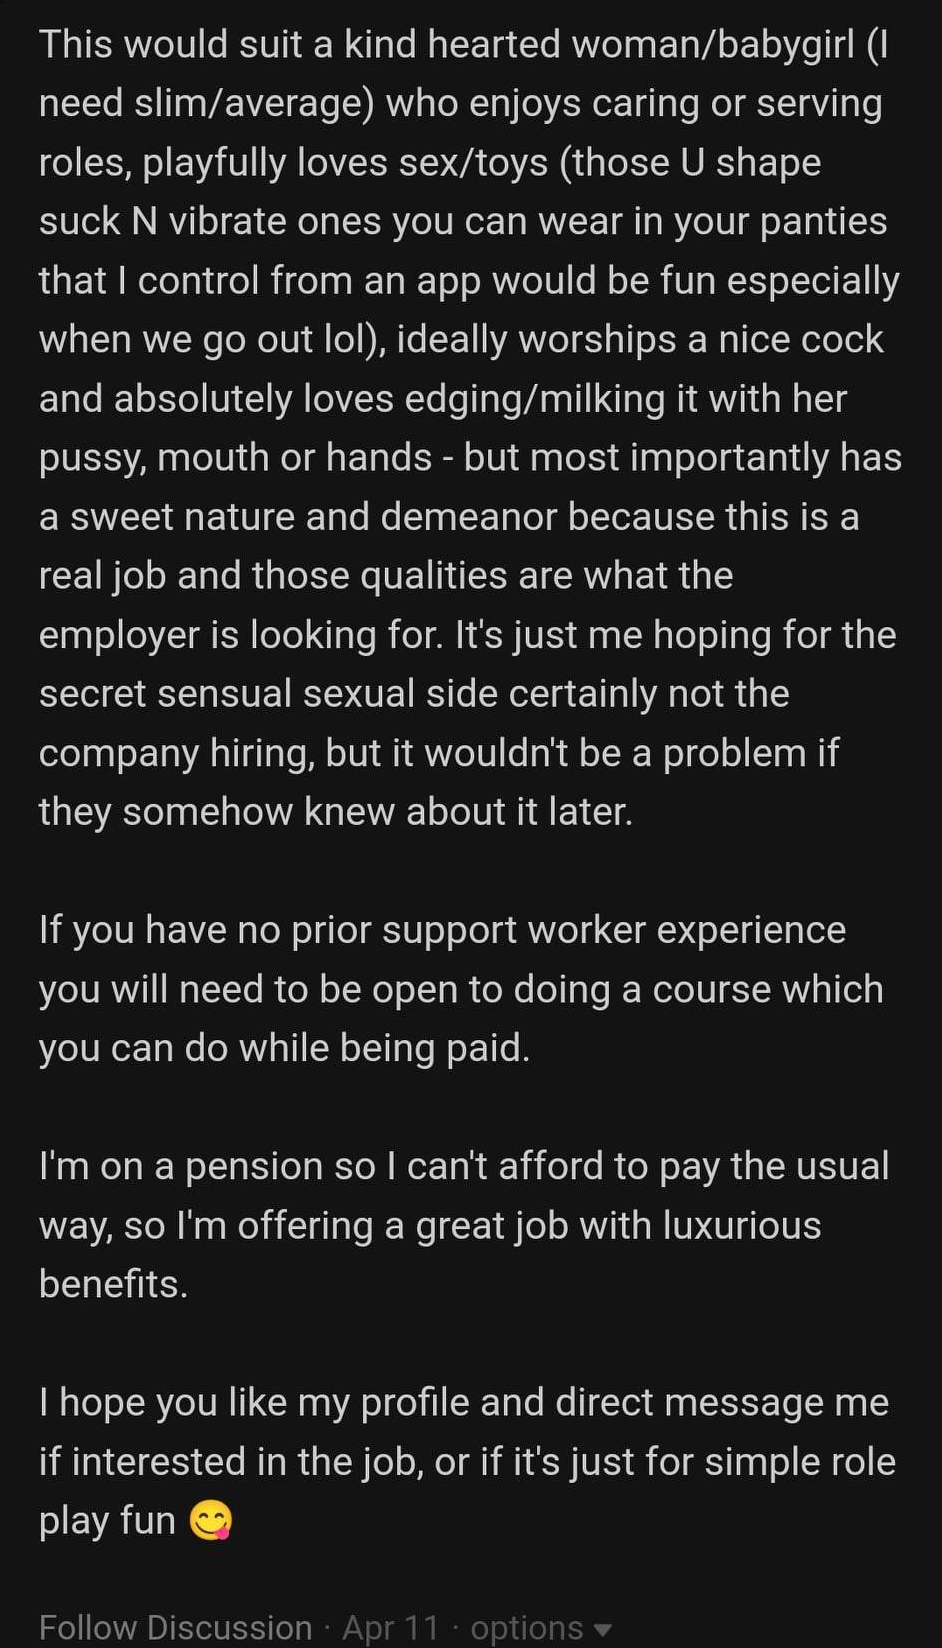 This would suit a kind hearted woman/babygirl (I
need slim/average) who enjoys caring or serving
roles, playfully loves sex/toys (those U shape
suck N vibrate ones you can wear in your panties
that I control from an app would be fun especially
when we go out lol), ideally worships a nice cock
and absolutely loves edging/milking it with her
pussy, mouth or hands - but most importantly has
a sweet nature and demeanor because this is a
real job and those qualities are what the
employer is looking for. It's just me hoping for the
secret sensual sexual side certainly not the
company hiring, but it wouldn't be a problem if
they somehow knew about it later.

If you have no prior support worker experience
you will need to be open to doing a course which
you can do while being paid.

I'm on a pension so I can't afford to pay the usual
way, so I'm offering a great job with luxurious
benefits.

I hope you like my profile and direct message me
if interested in the job, or if it's just for simple role
play fun 😋

Follow Discussion · Apr 11 · options ▾